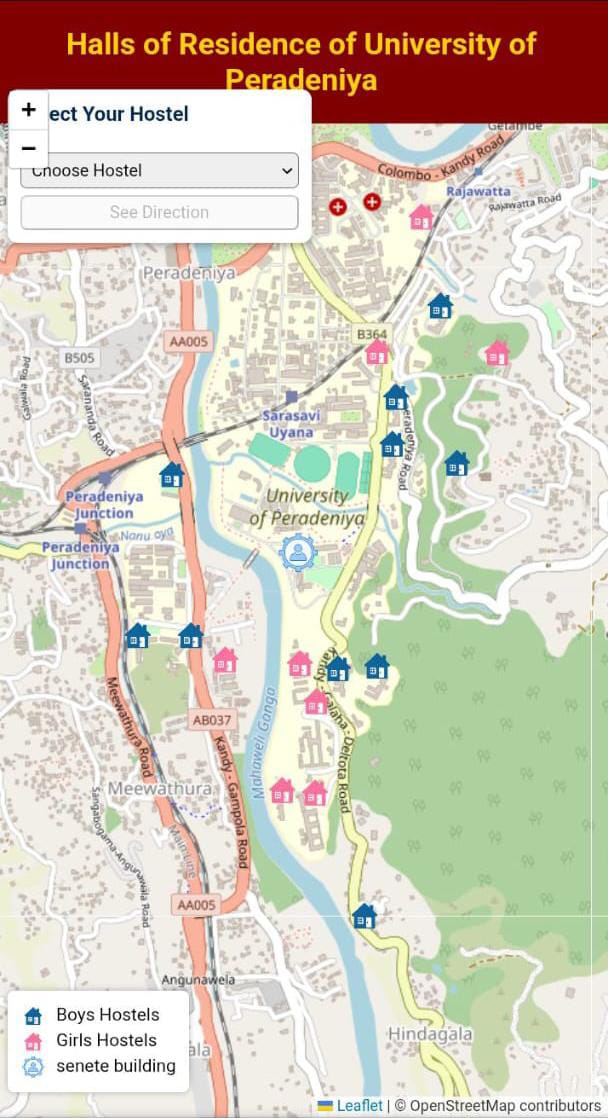 Halls of Residence of University of
Peradeniya
+
ect Your Hostel
−
Choose Hostel
See Direction
Getambe
Colombo - Kandy Road
Rajawatta
Rajawatta Road
Peradeniya
AA005
B364
B505
Gawala Road
Sarananda Road
Sarasavi
Uyana
Peradeniya Road
Peradeniya
Junction
University
of Peradeniya
Nanu oya
Peradeniya
Junction
Meewathura Road
AB037
Kandy - Galaha - Deltota Road
Mahaweli Ganga
Kandy - Gampola Road
Meewathura
Sangabogama-Angunawala Road
Main Line
AA005
Angunawela
Hindagala
Boys Hostels
Girls Hostels
senete building
ala
Leaflet | © OpenStreetMap contributors